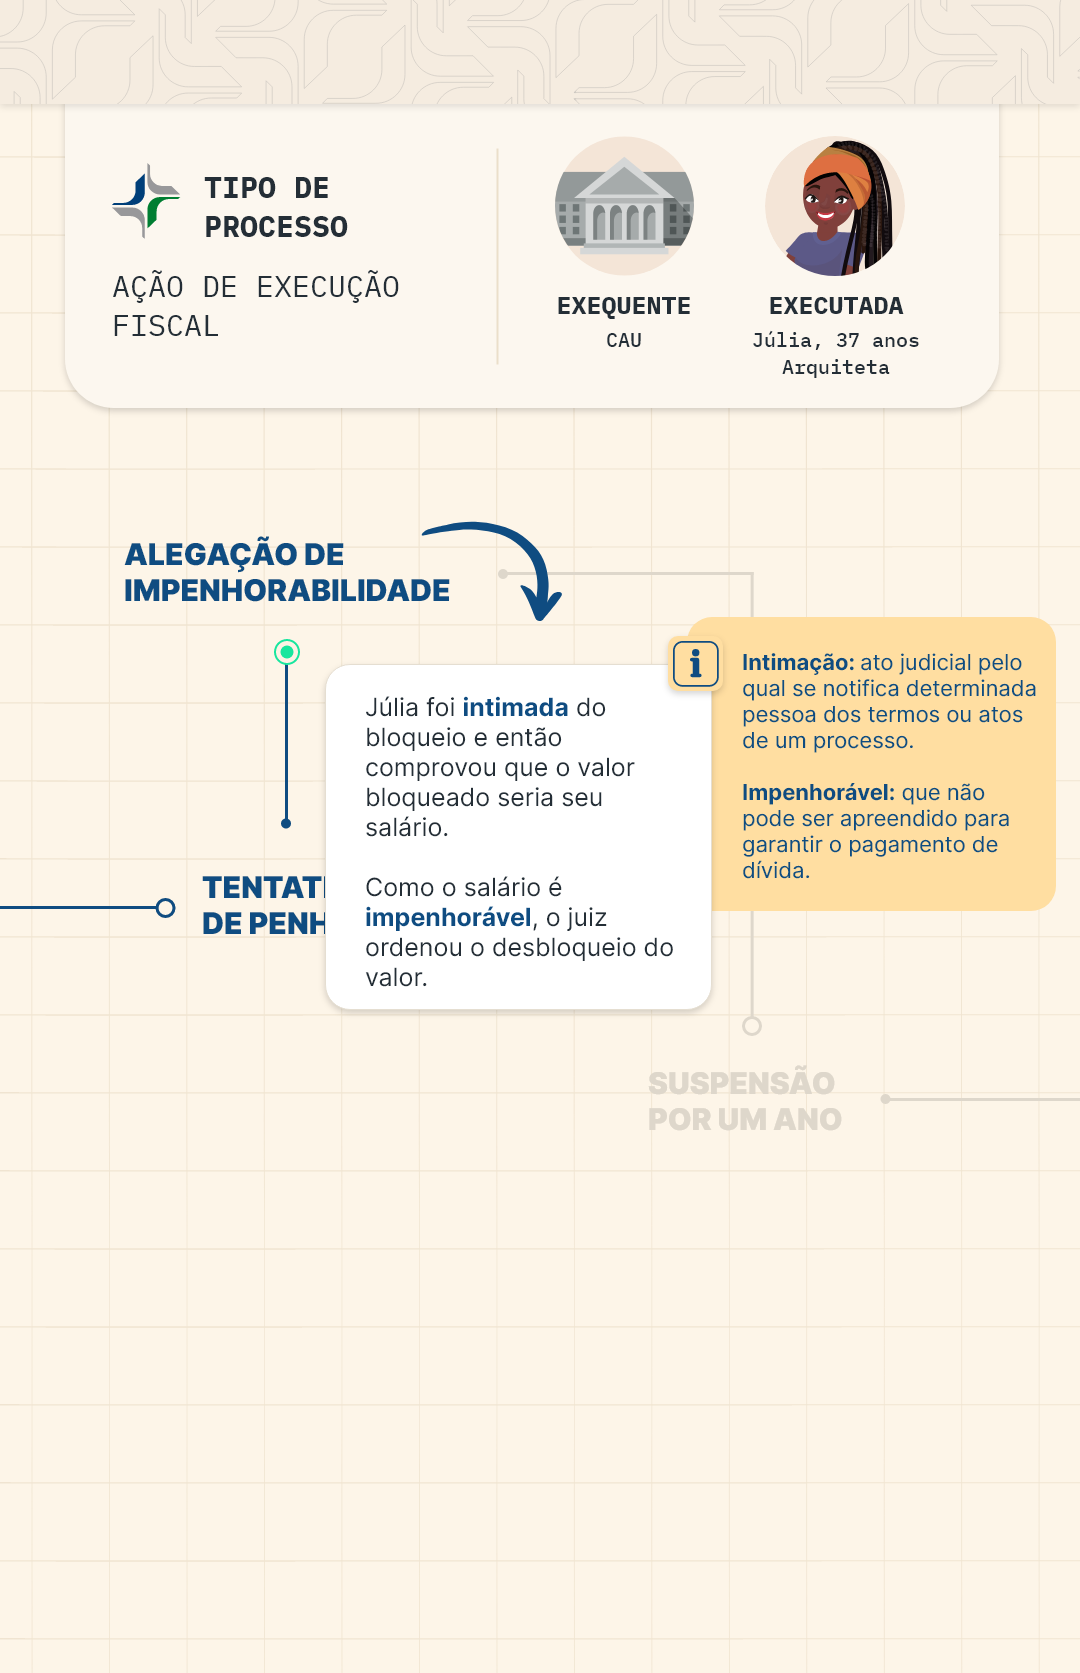 TIPO DE
PROCESSO
AÇÃO DE EXECUÇÃO
FISCAL
EXEQUENTE
CAU
EXECUTADA
Júlia, 37 anos
Arquiteta
ALEGAÇÃO DE
IMPENHORABILIDADE
Júlia foi intimada do
bloqueio e então
comprovou que o valor
bloqueado seria seu
salário.
Como o salário é
impenhorável, o juiz
ordenou o desbloqueio do
valor.
i
Intimação: ato judicial pelo
qual se notifica determinada
pessoa dos termos ou atos
de um processo.
Impenhorável: que não
pode ser apreendido para
garantir o pagamento de
dívida.
TENTATI
DE PENH
SUSPENSÃO
POR UM ANO